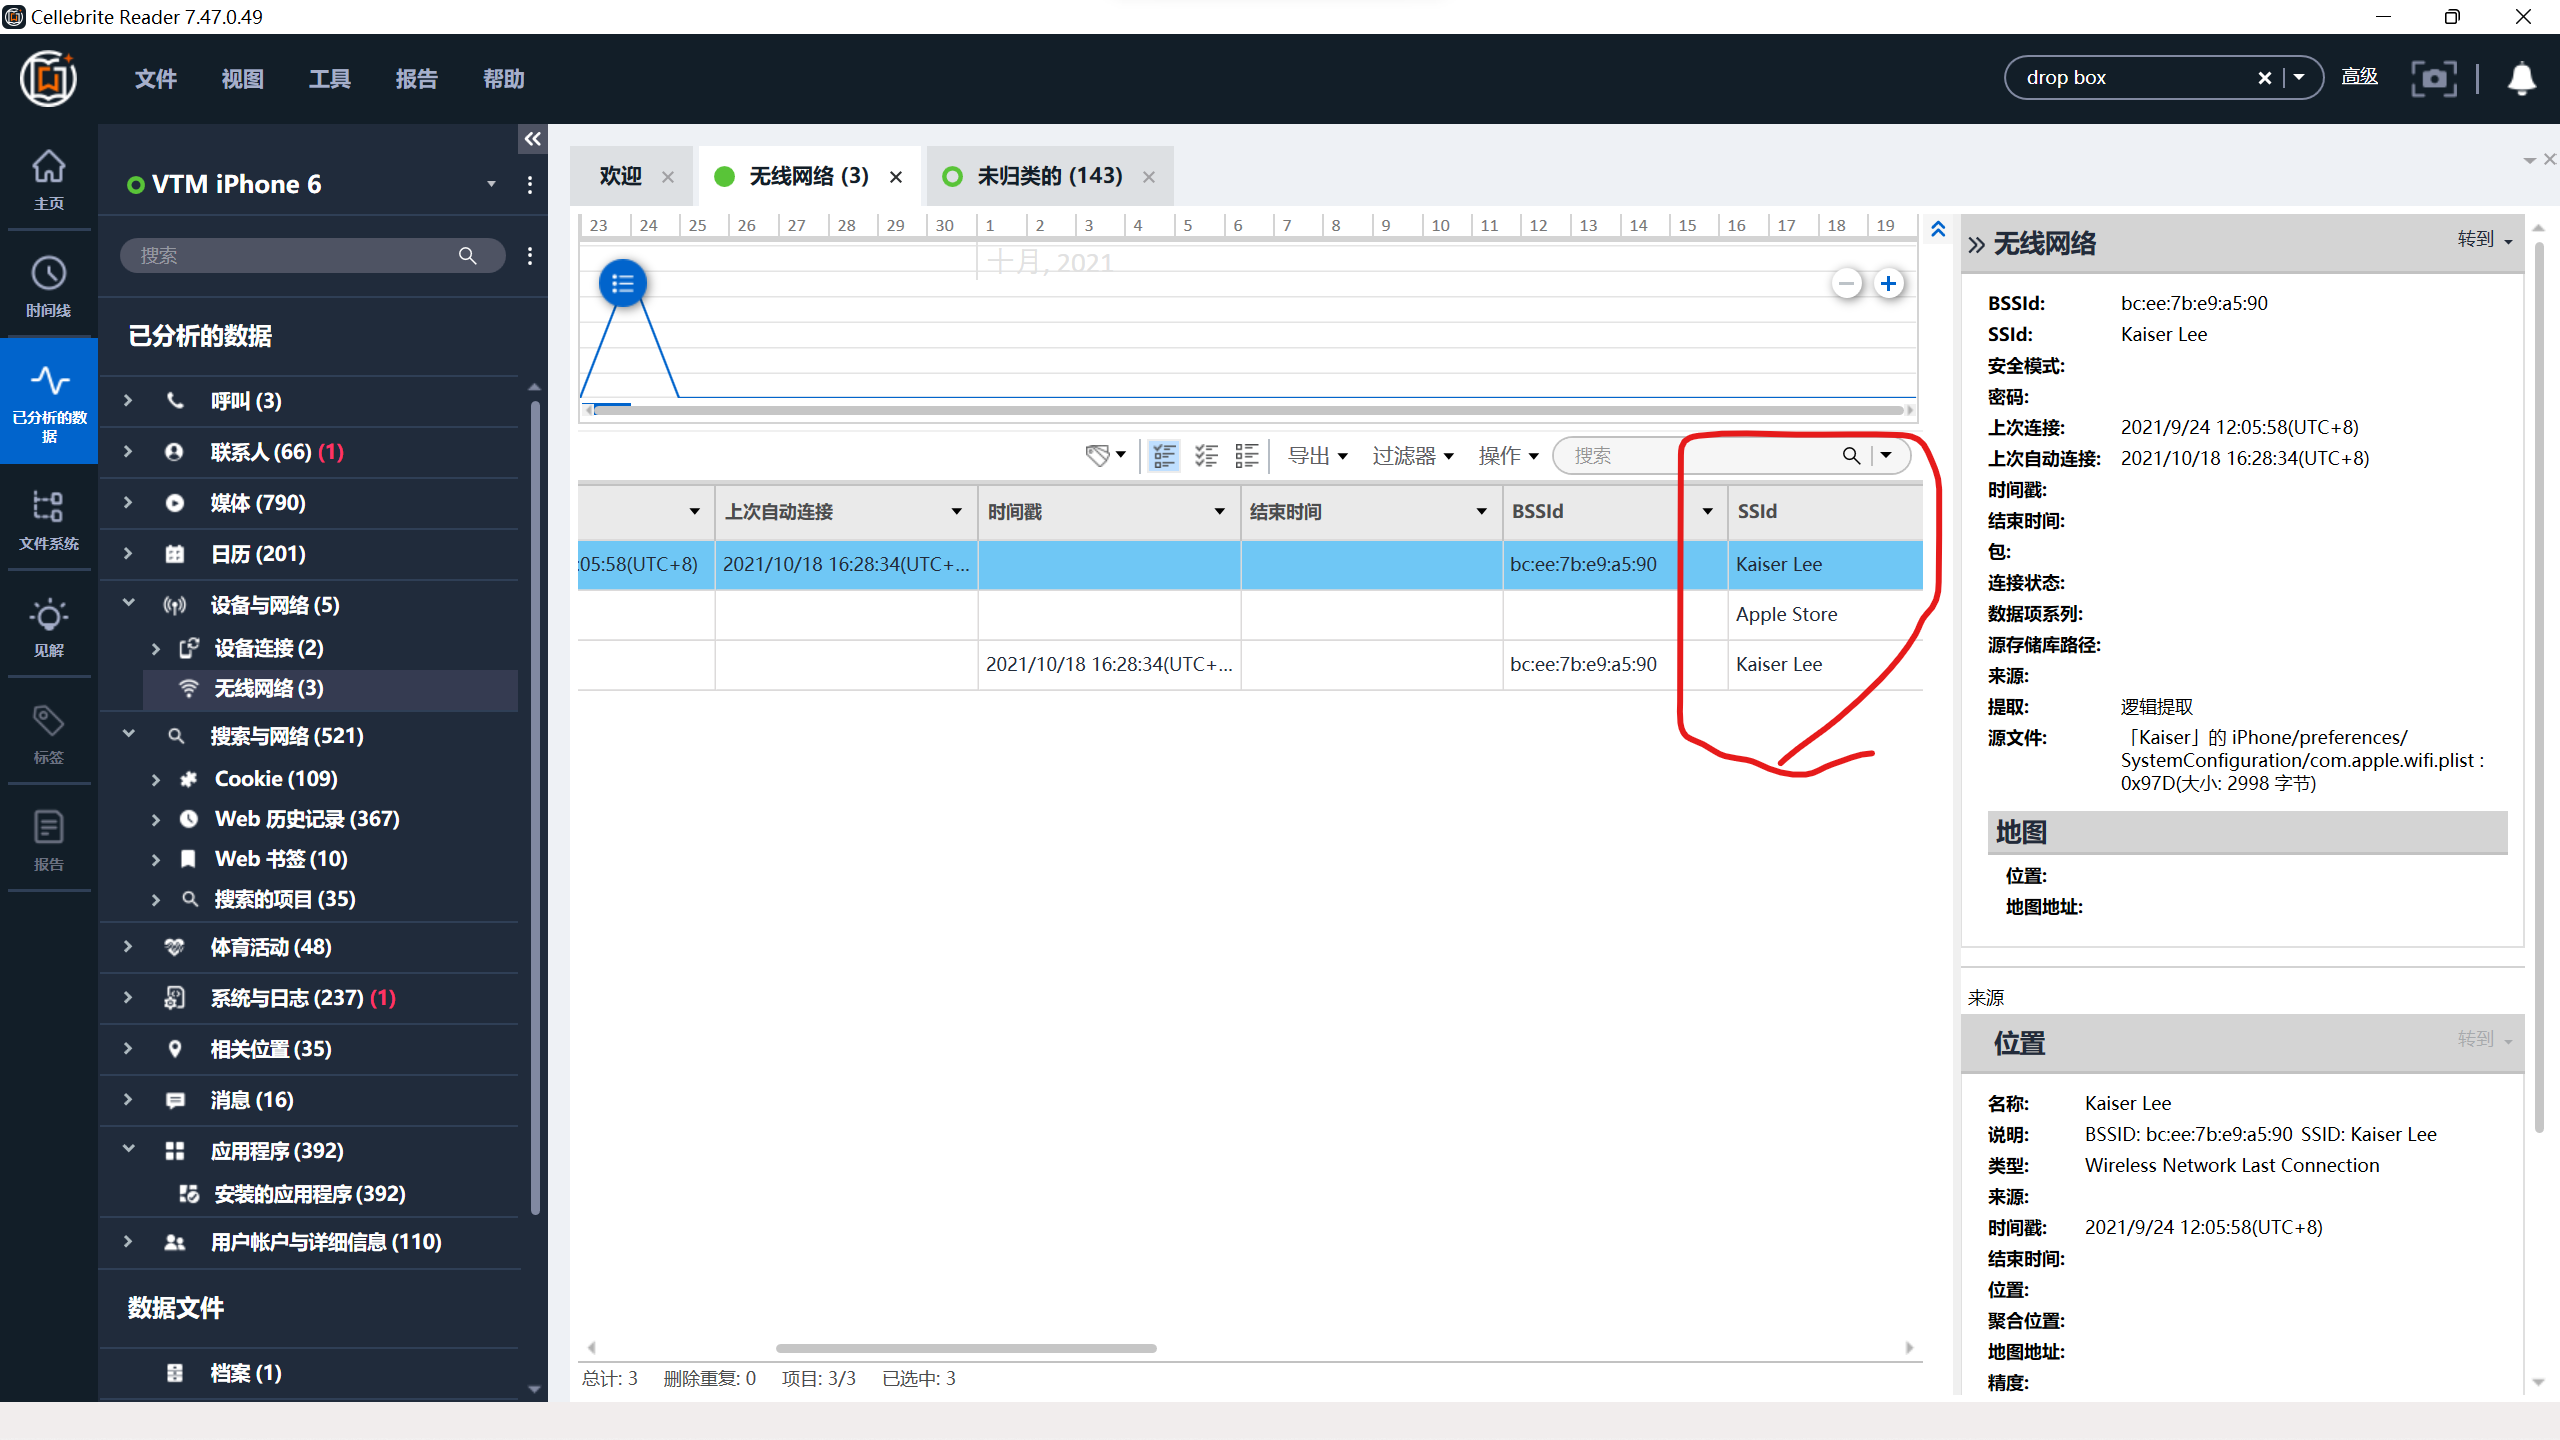 Cellebrite Reader 7.47.0.49
文件 视图 工具 报告 帮助
drop box
高级
主页
时间线
已分析的数据
文件系统
见解
标签
报告
VTM iPhone 6
搜索
已分析的数据
呼叫 (3)
联系人 (66) (1)
媒体 (790)
日历 (201)
设备与网络 (5)
设备连接 (2)
无线网络 (3)
搜索与网络 (521)
Cookie (109)
Web 历史记录 (367)
Web 书签 (10)
搜索的项目 (35)
体育活动 (48)
系统与日志 (237) (1)
相关位置 (35)
消息 (16)
应用程序 (392)
安装的应用程序 (392)
用户帐户与详细信息 (110)
数据文件
档案 (1)
欢迎 无线网络 (3) 未归类的 (143)
23 24 25 26 27 28 29 30 1 2 3 4 5 6 7 8 9 10 11 12 13 14 15 16 17 18 19
十月, 2021
导出 过滤器 操作 搜索
上次自动连接 时间戳 结束时间 BSSId SSId
:05:58(UTC+8) 2021/10/18 16:28:34(UTC+... bc:ee:7b:e9:a5:90 Kaiser Lee
Apple Store
2021/10/18 16:28:34(UTC+... bc:ee:7b:e9:a5:90 Kaiser Lee
总计: 3 删除重复: 0 项目: 3/3 已选中: 3
无线网络 转到
BSSId: bc:ee:7b:e9:a5:90
SSId: Kaiser Lee
安全模式:
密码:
上次连接: 2021/9/24 12:05:58(UTC+8)
上次自动连接: 2021/10/18 16:28:34(UTC+8)
时间戳:
结束时间:
包:
连接状态:
数据项系列:
源存储库路径:
来源:
提取: 逻辑提取
源文件: 「Kaiser」的 iPhone/preferences/
SystemConfiguration/com.apple.wifi.plist :
0x97D(大小: 2998 字节)
地图
位置:
地图地址:
来源
位置 转到
名称: Kaiser Lee
说明: BSSID: bc:ee:7b:e9:a5:90 SSID: Kaiser Lee
类型: Wireless Network Last Connection
来源:
时间戳: 2021/9/24 12:05:58(UTC+8)
结束时间:
位置:
聚合位置:
地图地址:
精度: